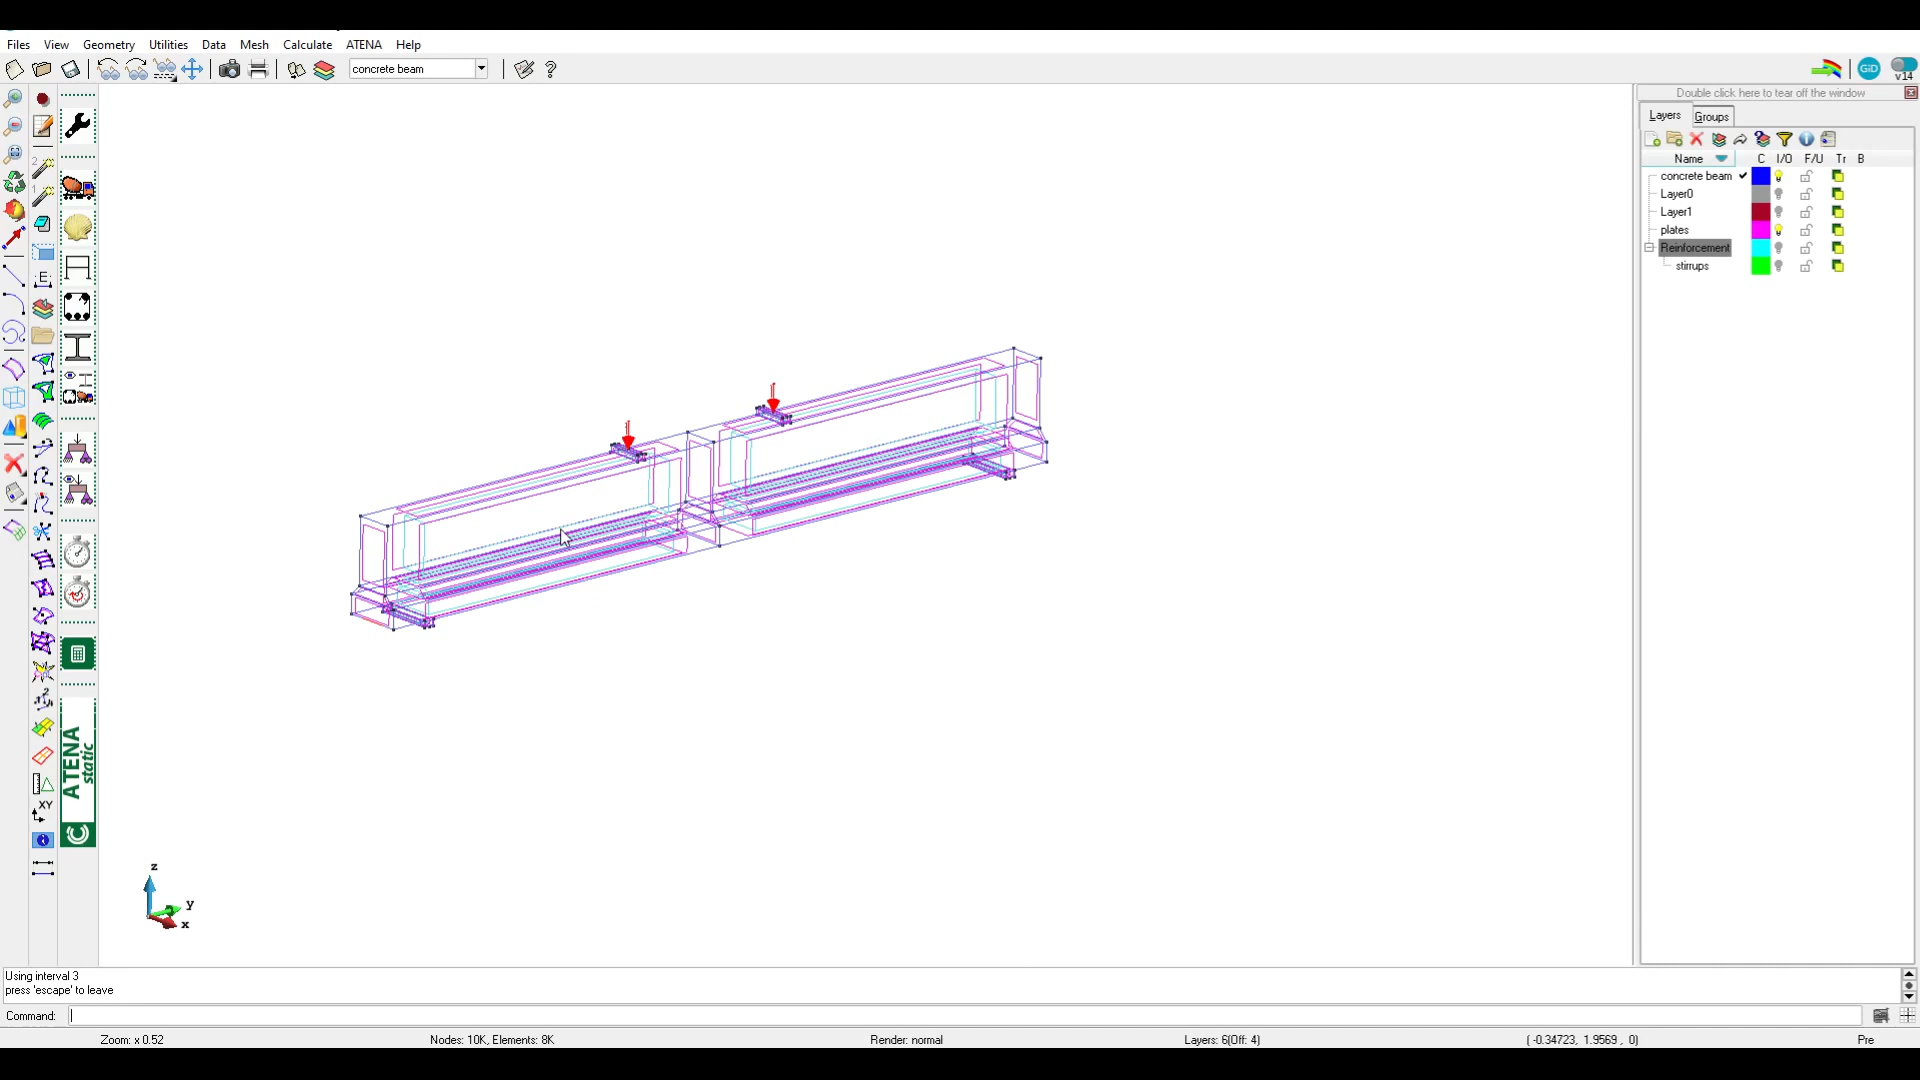 Files View Geometry Utilities Data Mesh Calculate ATENA Help
concrete beam
GiD
v14
Double click here to tear off the window
Layers Groups
Name C I/O F/U Tr B
concrete beam
Layer0
Layer1
plates
Reinforcement
stirrups
ATENA static
z
y
x
Using interval 3
press 'escape' to leave
Command:
Zoom: x 0.52 Nodes: 10K, Elements: 8K Render: normal Layers: 6(Off: 4) ( -0.34723, 1.9569 , 0) Pre